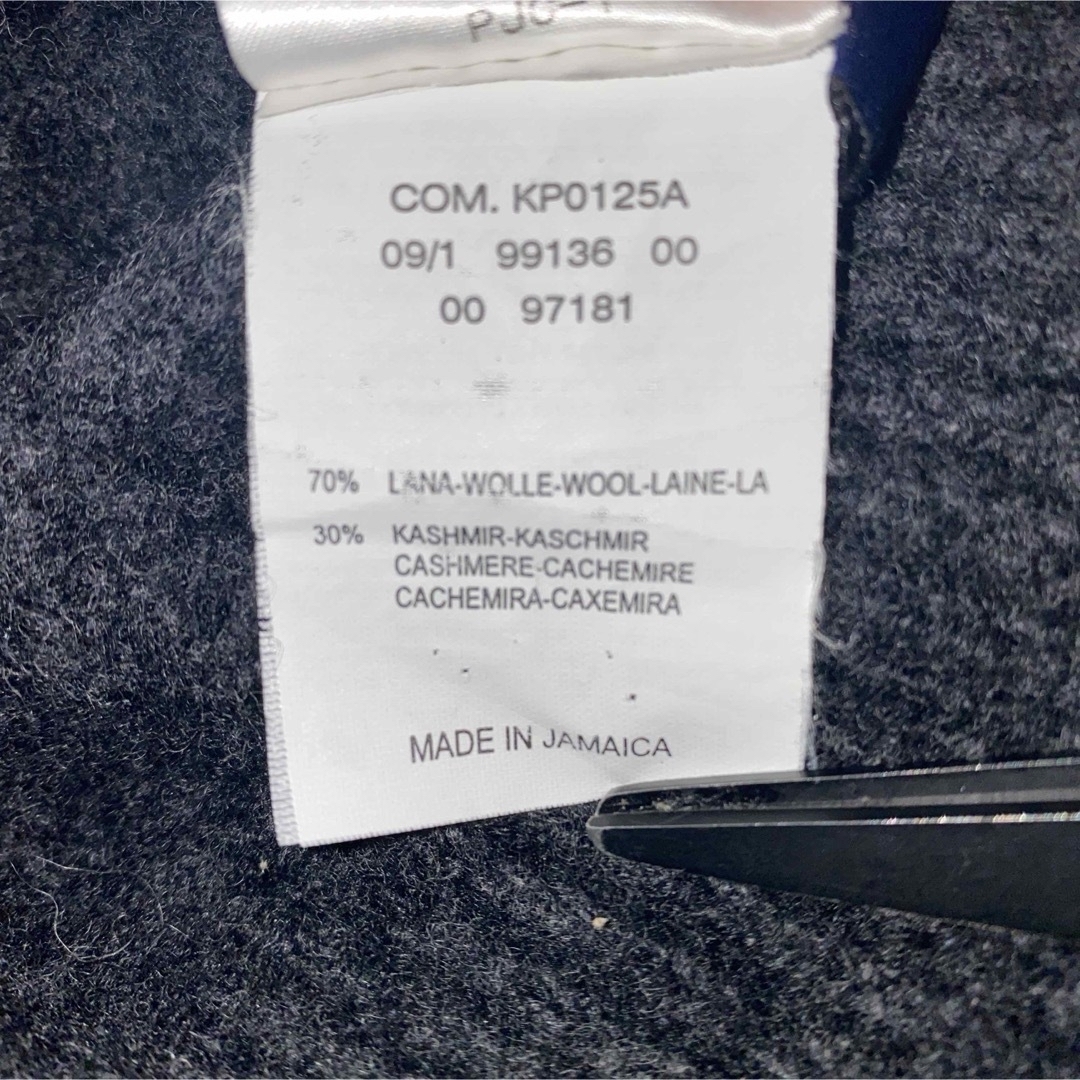 COM. KP0125A
09/1 99136 00
00 97181
70% LANA-WOLLE-WOOL-LAINE-LA
30% KASHMIR-KASCHMIR
CASHMERE-CACHEMIRE
CACHEMIRA-CAXEMIRA
MADE IN JAMAICA